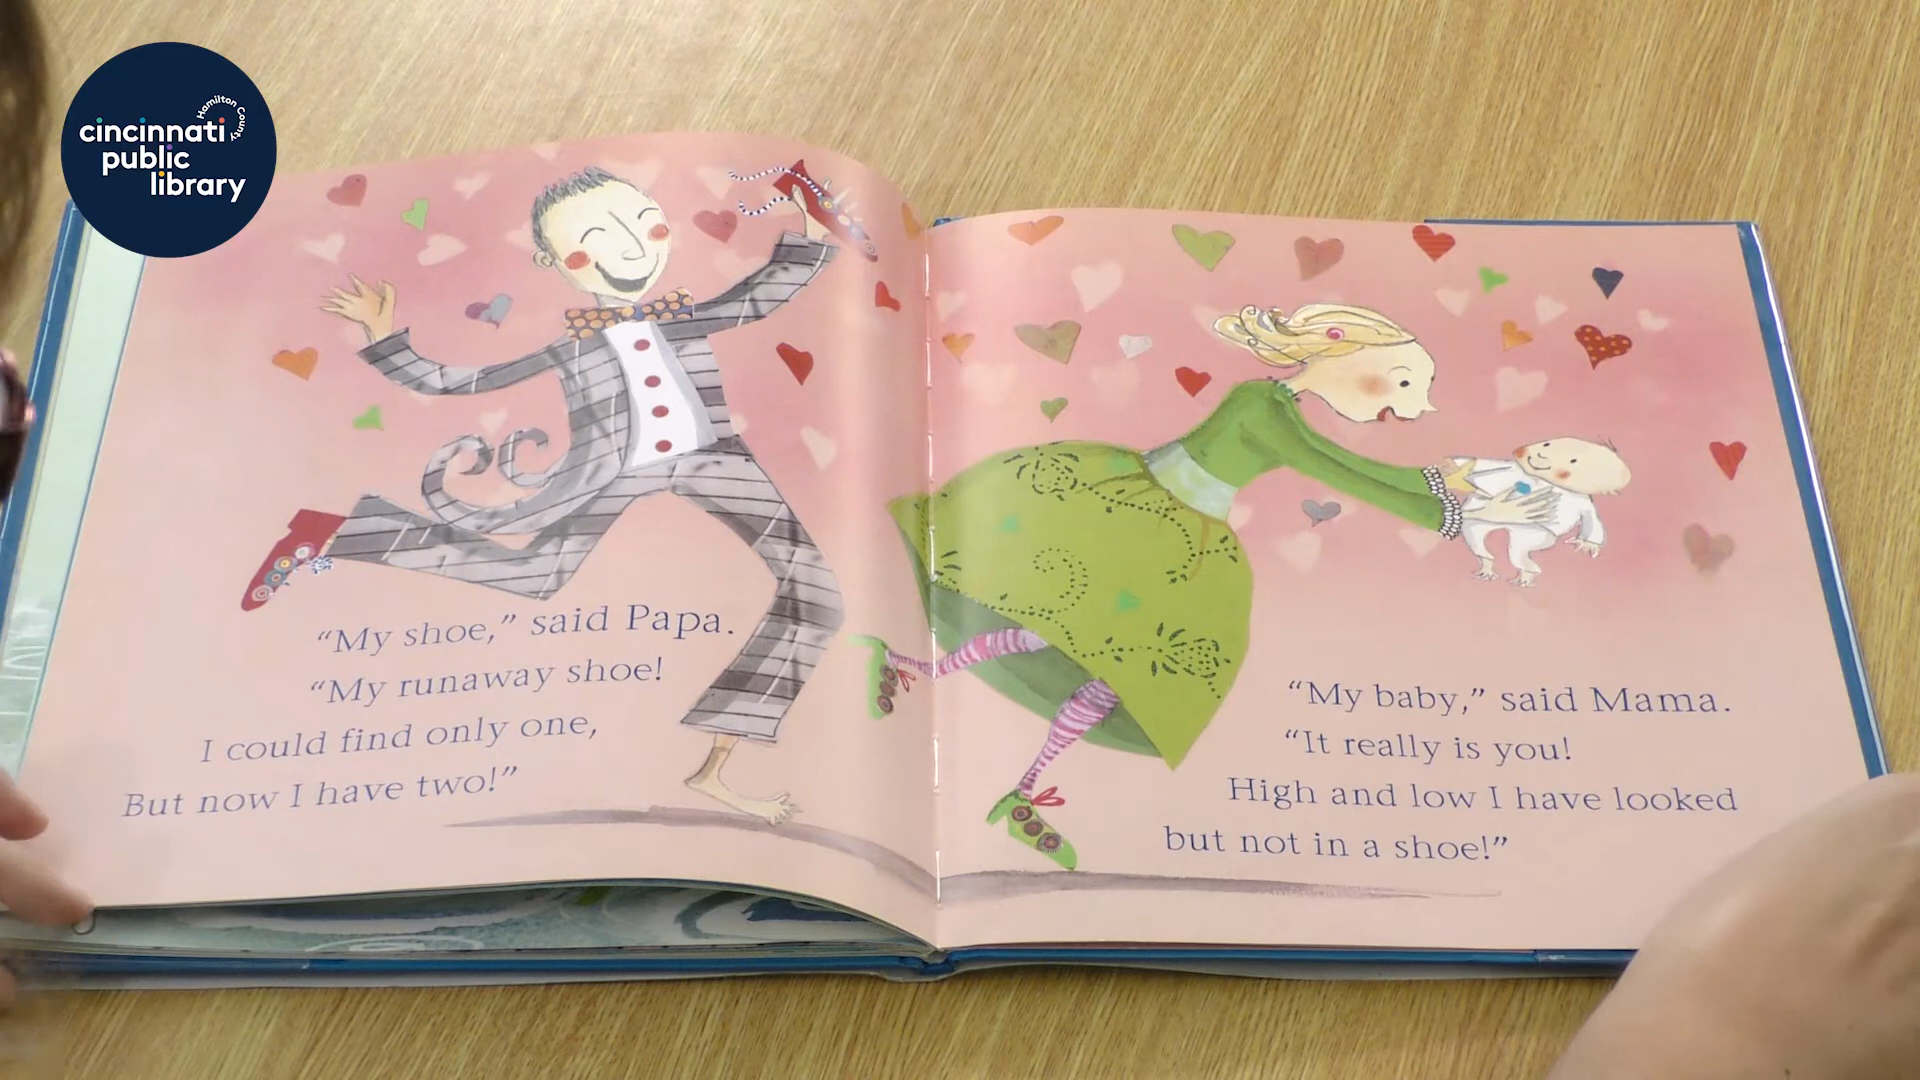 Hamilton County
cincinnati
public
library
“My shoe,” said Papa.
“My runaway shoe!
I could find only one,
But now I have two!”
“My baby,” said Mama.
“It really is you!
High and low I have looked
but not in a shoe!”